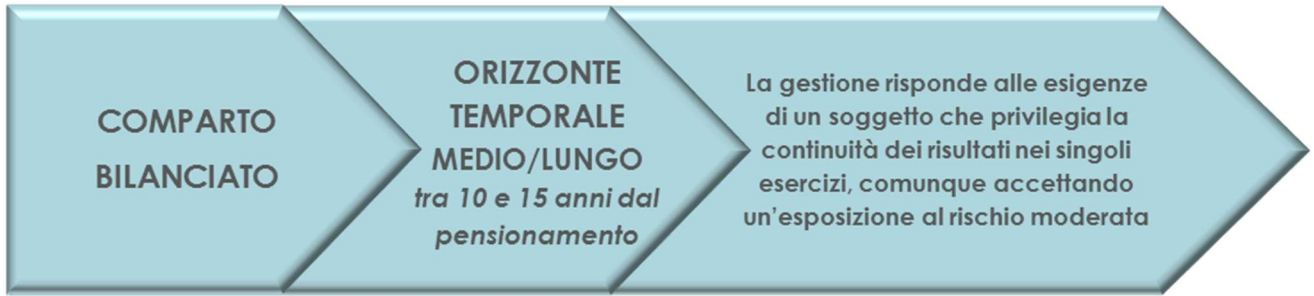 COMPARTO
BILANCIATO
ORIZZONTE
TEMPORALE
MEDIO/LUNGO
tra 10 e 15 anni dal
pensionamento
La gestione risponde alle esigenze
di un soggetto che privilegia la
continuità dei risultati nei singoli
esercizi, comunque accettando
un'esposizione al rischio moderata